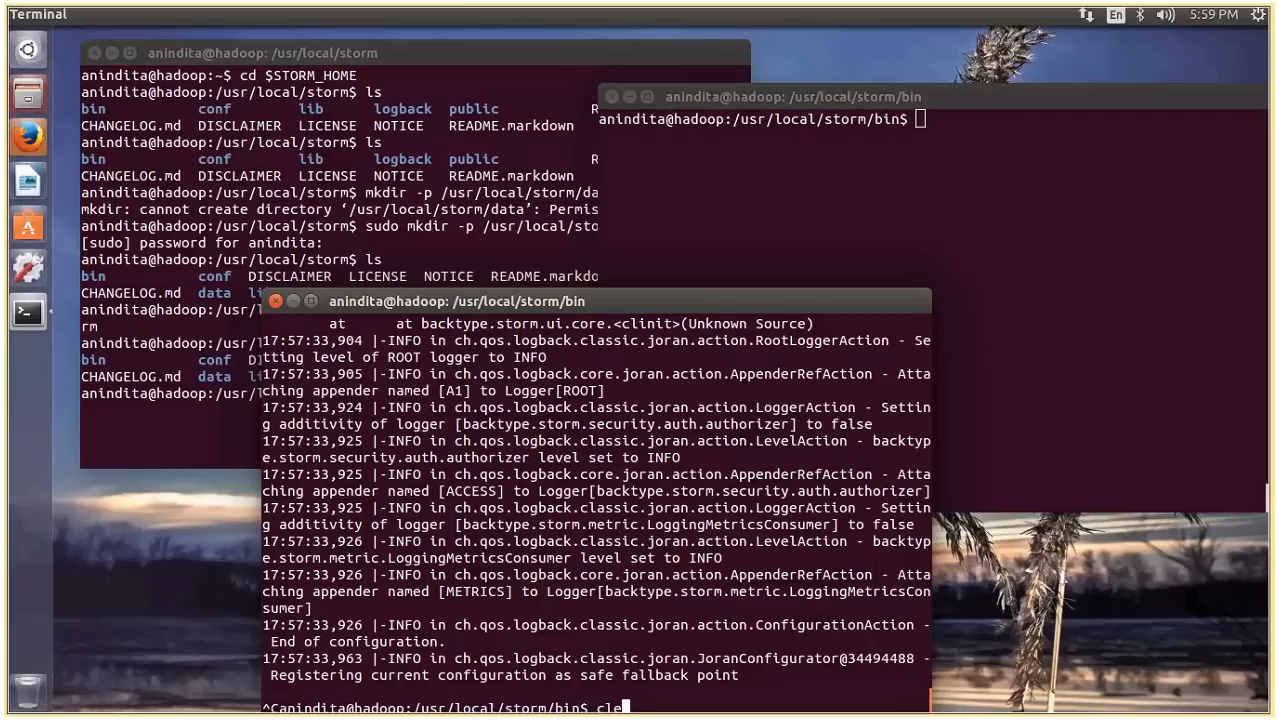 Terminal
En
5:59 PM
anindita@hadoop: /usr/local/storm
anindita@hadoop:~$ cd $STORM_HOME
anindita@hadoop:/usr/local/storm$ ls
bin conf lib logback public R
CHANGELOG.md DISCLAIMER LICENSE NOTICE README.markdown
anindita@hadoop:/usr/local/storm$ ls
bin conf lib logback public R
CHANGELOG.md DISCLAIMER LICENSE NOTICE README.markdown
anindita@hadoop:/usr/local/storm$ mkdir -p /usr/local/storm/da
mkdir: cannot create directory ‘/usr/local/storm/data’: Permis
anindita@hadoop:/usr/local/storm$ sudo mkdir -p /usr/local/sto
[sudo] password for anindita:
anindita@hadoop:/usr/local/storm$ ls
bin conf DISCLAIMER LICENSE NOTICE README.markdo
CHANGELOG.md data li
anindita@hadoop:/usr/l
rm
anindita@hadoop:/usr/l
bin conf DI
CHANGELOG.md data li
anindita@hadoop:/usr/l
anindita@hadoop: /usr/local/storm/bin
anindita@hadoop:/usr/local/storm/bin$
anindita@hadoop: /usr/local/storm/bin
at at backtype.storm.ui.core.<clinit>(Unknown Source)
17:57:33,904 |-INFO in ch.qos.logback.classic.joran.action.RootLoggerAction - Se
tting level of ROOT logger to INFO
17:57:33,905 |-INFO in ch.qos.logback.core.joran.action.AppenderRefAction - Atta
ching appender named [A1] to Logger[ROOT]
17:57:33,924 |-INFO in ch.qos.logback.classic.joran.action.LoggerAction - Settin
g additivity of logger [backtype.storm.security.auth.authorizer] to false
17:57:33,925 |-INFO in ch.qos.logback.classic.joran.action.LevelAction - backtyp
e.storm.security.auth.authorizer level set to INFO
17:57:33,925 |-INFO in ch.qos.logback.core.joran.action.AppenderRefAction - Atta
ching appender named [ACCESS] to Logger[backtype.storm.security.auth.authorizer]
17:57:33,925 |-INFO in ch.qos.logback.classic.joran.action.LoggerAction - Settin
g additivity of logger [backtype.storm.metric.LoggingMetricsConsumer] to false
17:57:33,926 |-INFO in ch.qos.logback.classic.joran.action.LevelAction - backtyp
e.storm.metric.LoggingMetricsConsumer level set to INFO
17:57:33,926 |-INFO in ch.qos.logback.core.joran.action.AppenderRefAction - Atta
ching appender named [METRICS] to Logger[backtype.storm.metric.LoggingMetricsCon
sumer]
17:57:33,926 |-INFO in ch.qos.logback.classic.joran.action.ConfigurationAction -
End of configuration.
17:57:33,963 |-INFO in ch.qos.logback.classic.joran.JoranConfigurator@34494488 -
Registering current configuration as safe fallback point
^Canindita@hadoop:/usr/local/storm/bin$ cle